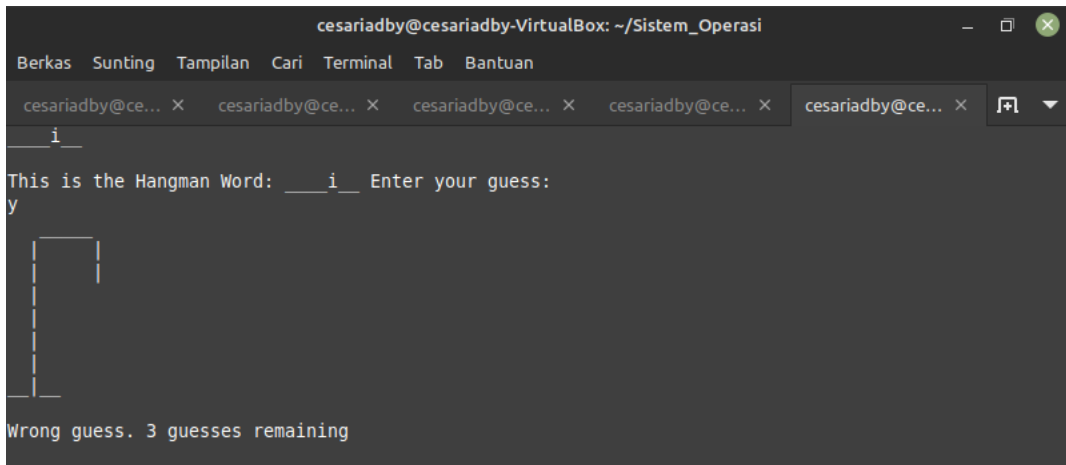 cesariadby@cesariadby-VirtualBox: ~/Sistem_Operasi
Berkas Sunting Tampilan Cari Terminal Tab Bantuan
cesariadby@ce... cesariadby@ce... cesariadby@ce... cesariadby@ce... cesariadby@ce...
____i__
This is the Hangman Word: ____i__ Enter your guess:
y
Wrong guess. 3 guesses remaining